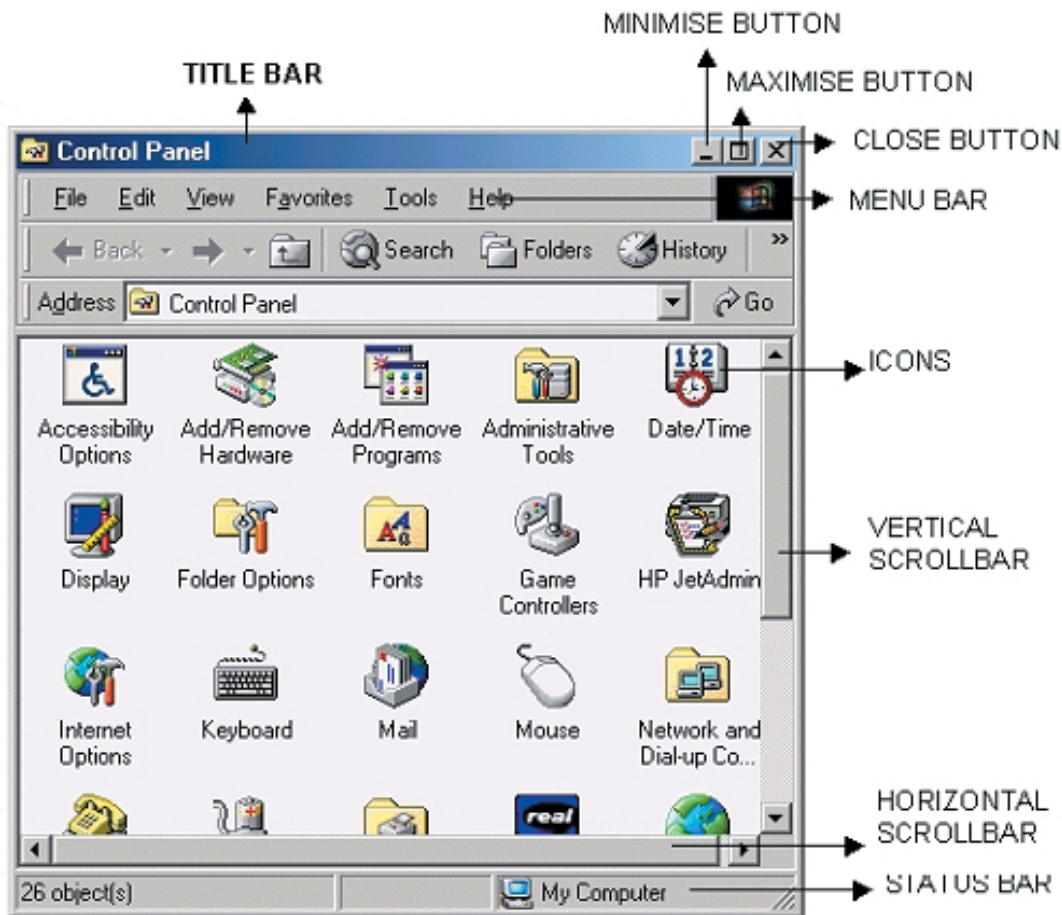 MINIMISE BUTTON
TITLE BAR
MAXIMISE BUTTON
Control Panel
CLOSE BUTTON
File Edit View Favorites Tools Help
MENU BAR
Back Search Folders History »
Address Control Panel Go
ICONS
Accessibility
Options
Add/Remove
Hardware
Add/Remove
Programs
Administrative
Tools
12
Date/Time
VERTICAL
SCROLLBAR
Display
Folder Options
Fonts
Game
Controllers
HP JetAdmin
Internet
Options
Keyboard
Mail
Mouse
Network and
Dial-up Co...
real
HORIZONTAL
SCROLLBAR
26 object(s) My Computer
STATUS BAR